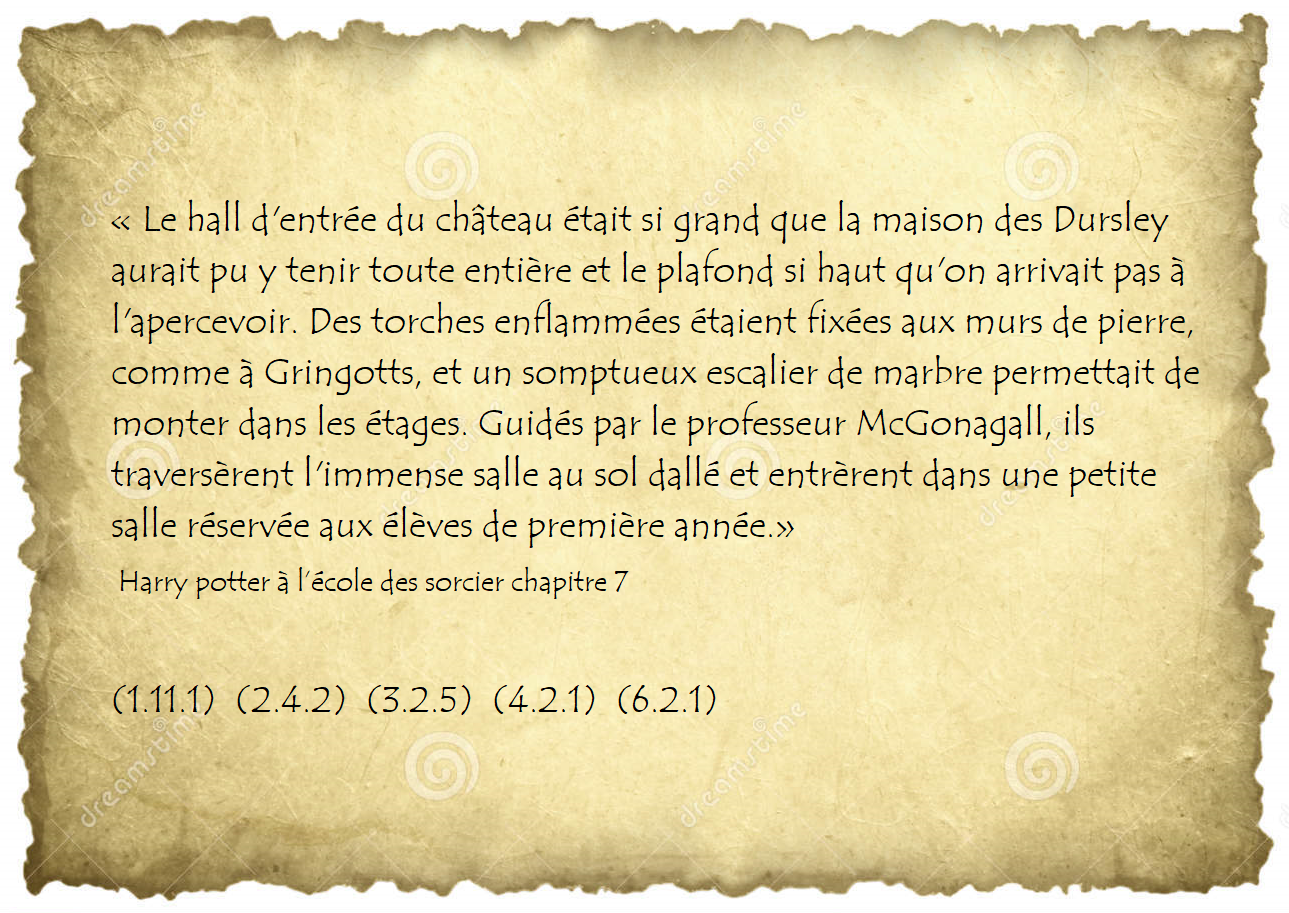 « Le hall d'entrée du château était si grand que la maison des Dursley
aurait pu y tenir toute entière et le plafond si haut qu'on arrivait pas à
l'apercevoir. Des torches enflammées étaient fixées aux murs de pierre,
comme à Gringotts, et un somptueux escalier de marbre permettait de
monter dans les étages. Guidés par le professeur McGonagall, ils
traversèrent l'immense salle au sol dallé et entrèrent dans une petite
salle réservée aux élèves de première année.»
Harry potter à l'école des sorcier chapitre 7
(1.11.1) (2.4.2) (3.2.5) (4.2.1) (6.2.1)
dreamstime
dreamstime
dreamstime
dreamstime
dreamstime
dreamstime